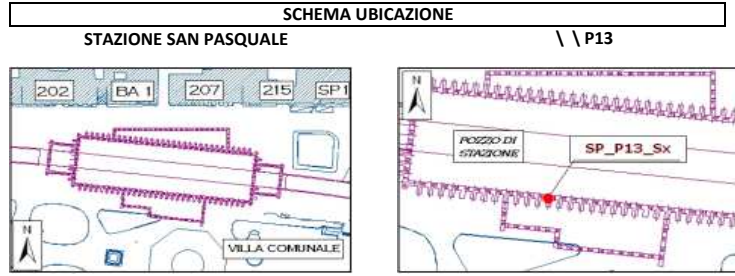 SCHEMA UBICAZIONE
STAZIONE SAN PASQUALE
\ \ P13
202
BA 1
207
215
SP1
N
VILLA COMUNALE
N
POZZO DI
STAZIONE
SP_P13_Sx